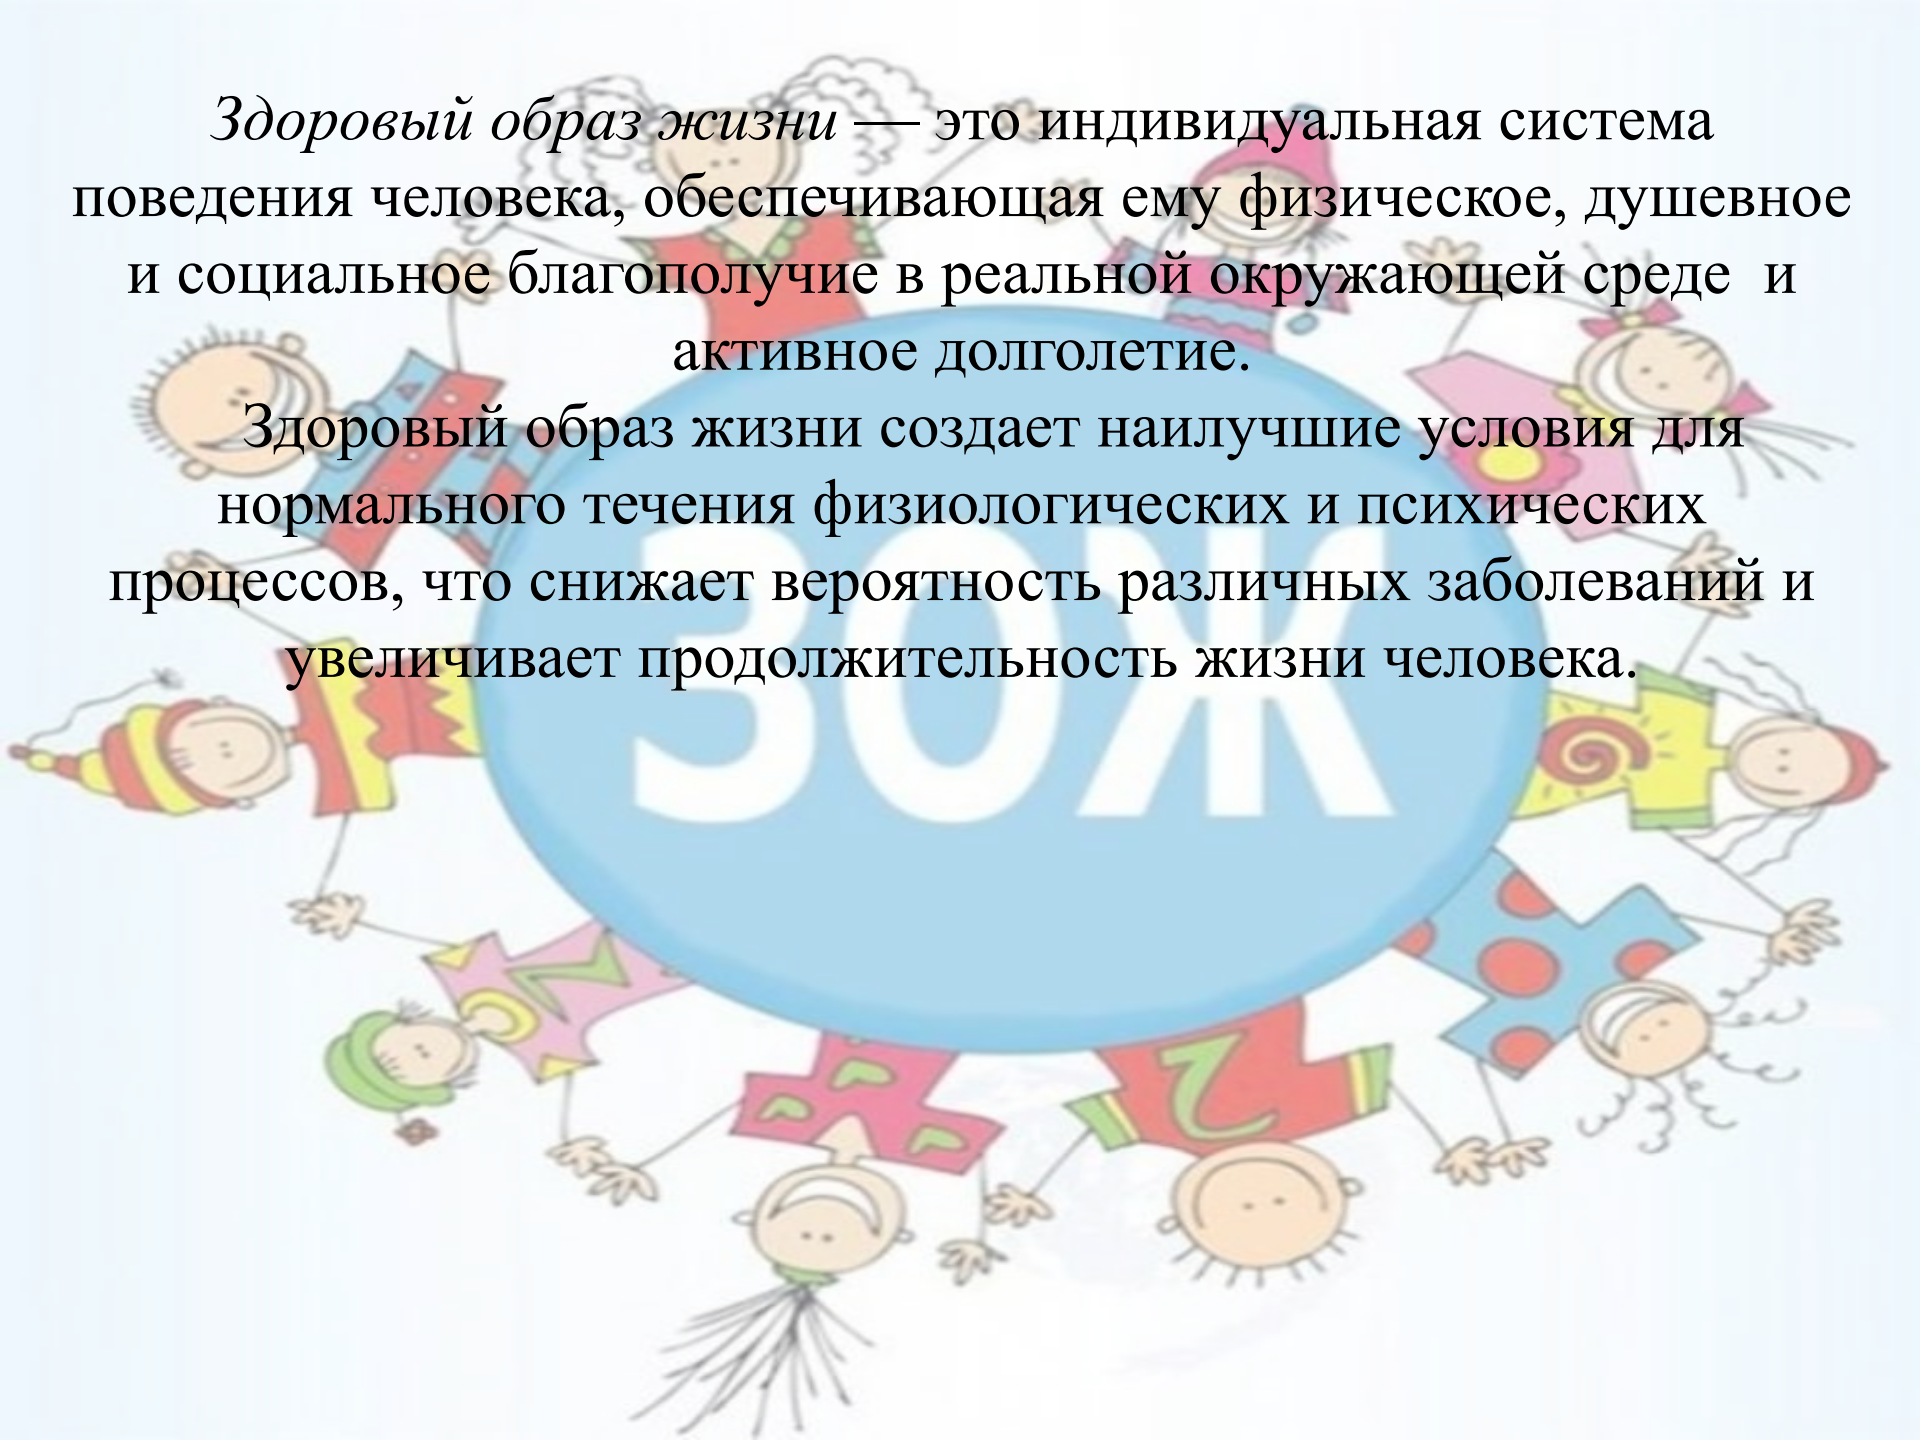 Здоровый образ жизни — это индивидуальная система
поведения человека, обеспечивающая ему физическое, душевное
и социальное благополучие в реальной окружающей среде  и
активное долголетие.
Здоровый образ жизни создает наилучшие условия для
нормального течения физиологических и психических
процессов, что снижает вероятность различных заболеваний и
увеличивает продолжительность жизни человека.
ЗОЖ